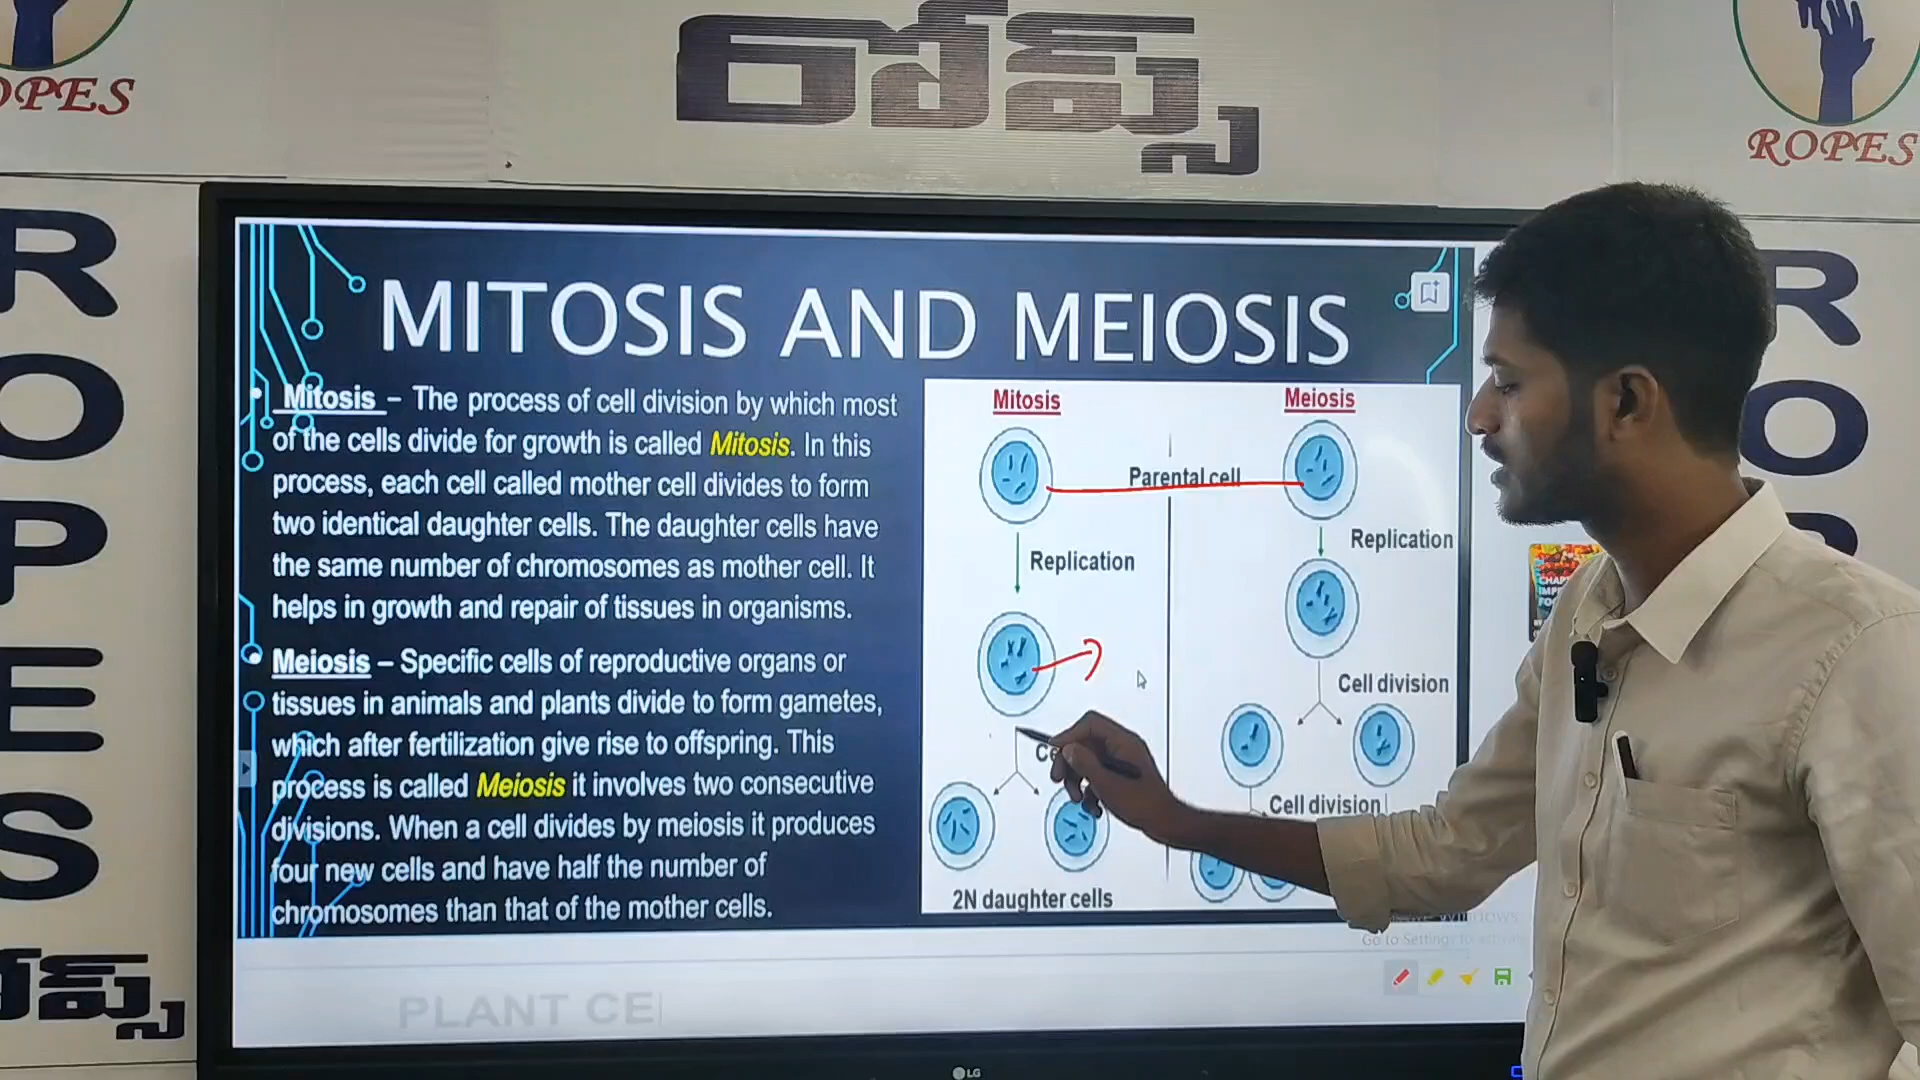 రోప్స్
OPES
ROPES
ROPES
రోప్స్
ROP
MITOSIS AND MEIOSIS
Mitosis – The process of cell division by which most
of the cells divide for growth is called Mitosis. In this
process, each cell called mother cell divides to form
two identical daughter cells. The daughter cells have
the same number of chromosomes as mother cell. It
helps in growth and repair of tissues in organisms.
Meiosis – Specific cells of reproductive organs or
tissues in animals and plants divide to form gametes,
which after fertilization give rise to offspring. This
process is called Meiosis it involves two consecutive
divisions. When a cell divides by meiosis it produces
four new cells and have half the number of
chromosomes than that of the mother cells.
Mitosis
Meiosis
Parental cell
Replication
Replication
Cell division
Cell division
2N daughter cells
Go to Settings to
PLANT CE
LG